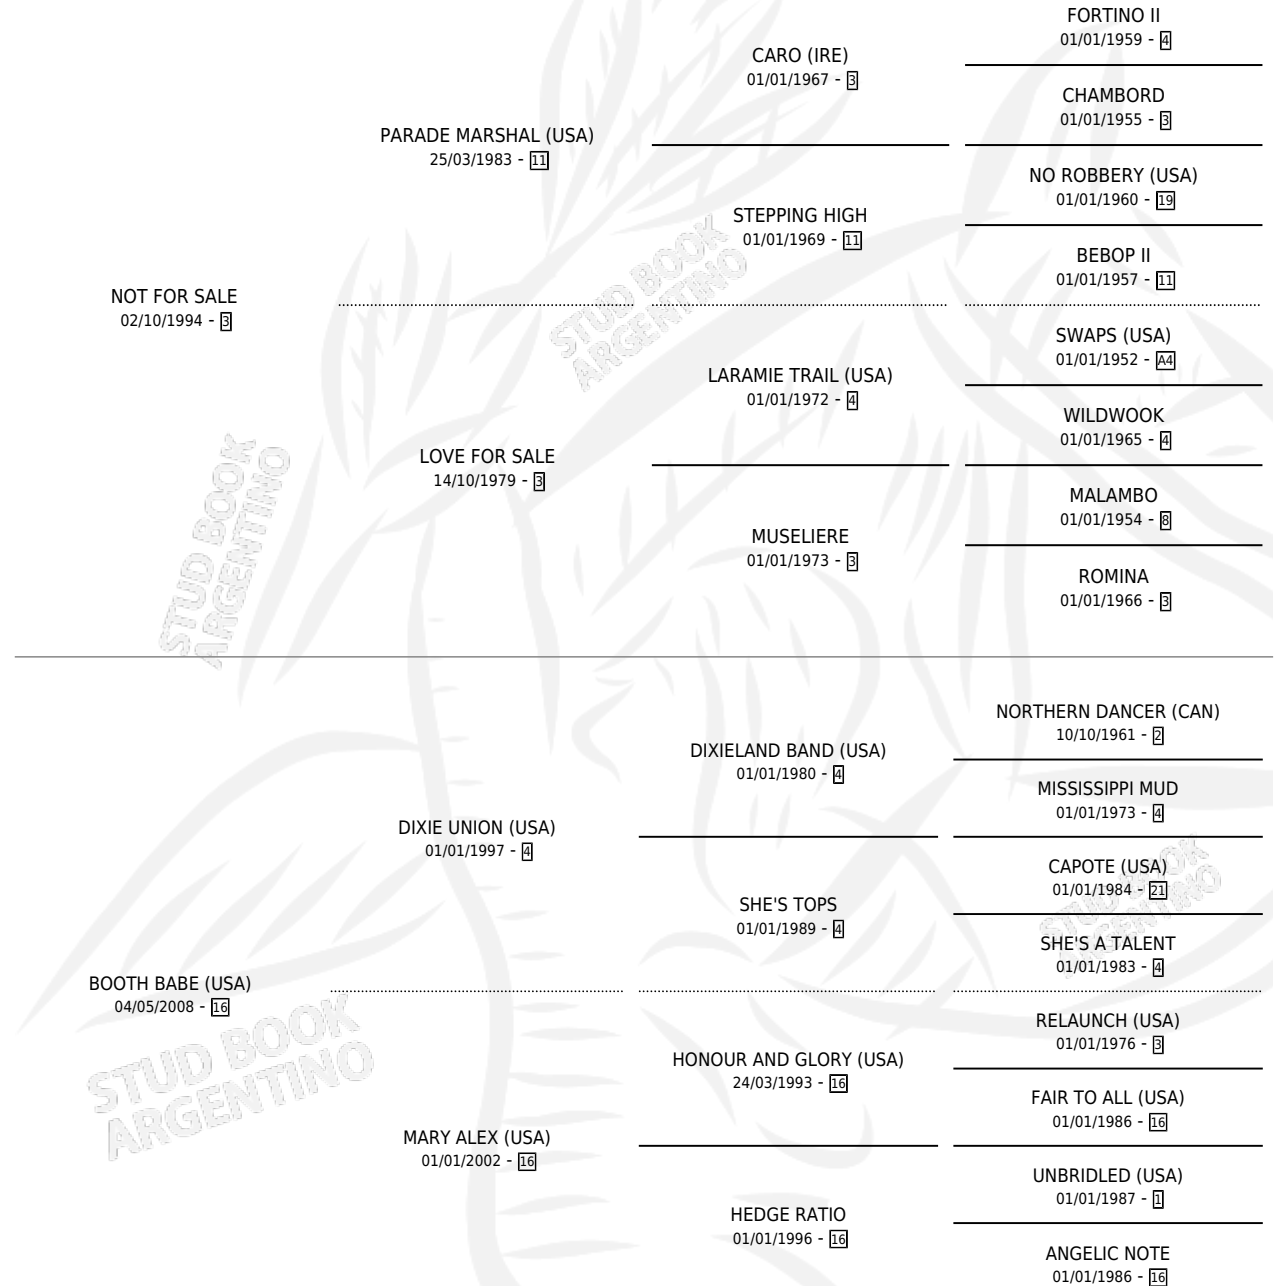 FORTINO II
01/01/1959 - 4
CARO (IRE)
01/01/1967 - 3
CHAMBORD
01/01/1955 - 3
PARADE MARSHAL (USA)
25/03/1983 - 11
NO ROBBERY (USA)
01/01/1960 - 19
STEPPING HIGH
01/01/1969 - 11
BEBOP II
01/01/1957 - 11
NOT FOR SALE
02/10/1994 - 3
SWAPS (USA)
01/01/1952 - A4
LARAMIE TRAIL (USA)
01/01/1972 - 4
WILDWOOK
01/01/1965 - 4
LOVE FOR SALE
14/10/1979 - 3
MALAMBO
01/01/1954 - 8
MUSELIERE
01/01/1973 - 3
ROMINA
01/01/1966 - 3
NORTHERN DANCER (CAN)
10/10/1961 - 2
DIXIELAND BAND (USA)
01/01/1980 - 4
MISSISSIPPI MUD
01/01/1973 - 4
DIXIE UNION (USA)
01/01/1997 - 4
CAPOTE (USA)
01/01/1984 - 21
SHE'S TOPS
01/01/1989 - 4
SHE'S A TALENT
01/01/1983 - 4
BOOTH BABE (USA)
04/05/2008 - 16
RELAUNCH (USA)
01/01/1976 - 3
HONOUR AND GLORY (USA)
24/03/1993 - 16
FAIR TO ALL (USA)
01/01/1986 - 16
MARY ALEX (USA)
01/01/2002 - 16
UNBRIDLED (USA)
01/01/1987 - 1
HEDGE RATIO
01/01/1996 - 16
ANGELIC NOTE
01/01/1986 - 16
STUD BOOK
ARGENTINO
STUD BOOK
ARGENTINO
STUD BOOK
ARGENTINO
STUD BOOK
ARGENTINO